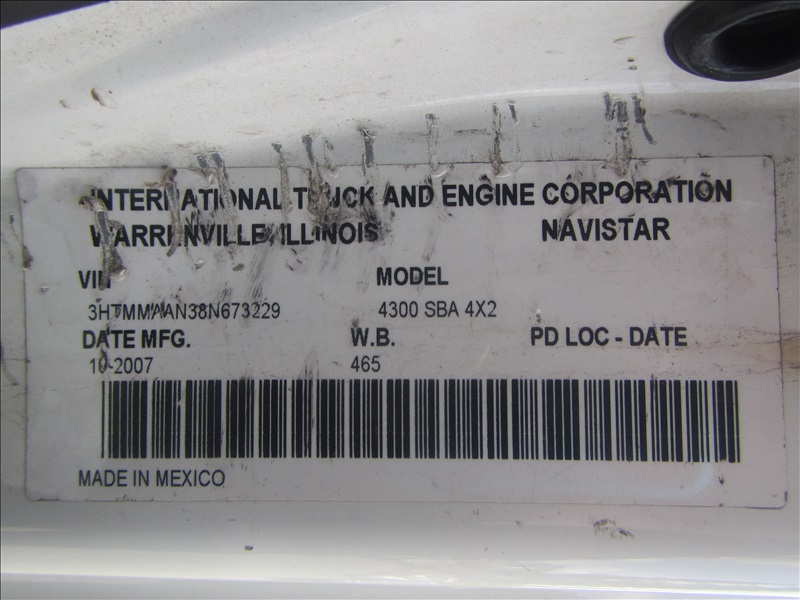 INTERNATIONAL TRUCK AND ENGINE CORPORATION
WARRENVILLE, ILLINOIS NAVISTAR
VIN MODEL
3HTMMAAN38N673229 4300 SBA 4X2
DATE MFG. W.B. PD LOC - DATE
10-2007 465
MADE IN MEXICO